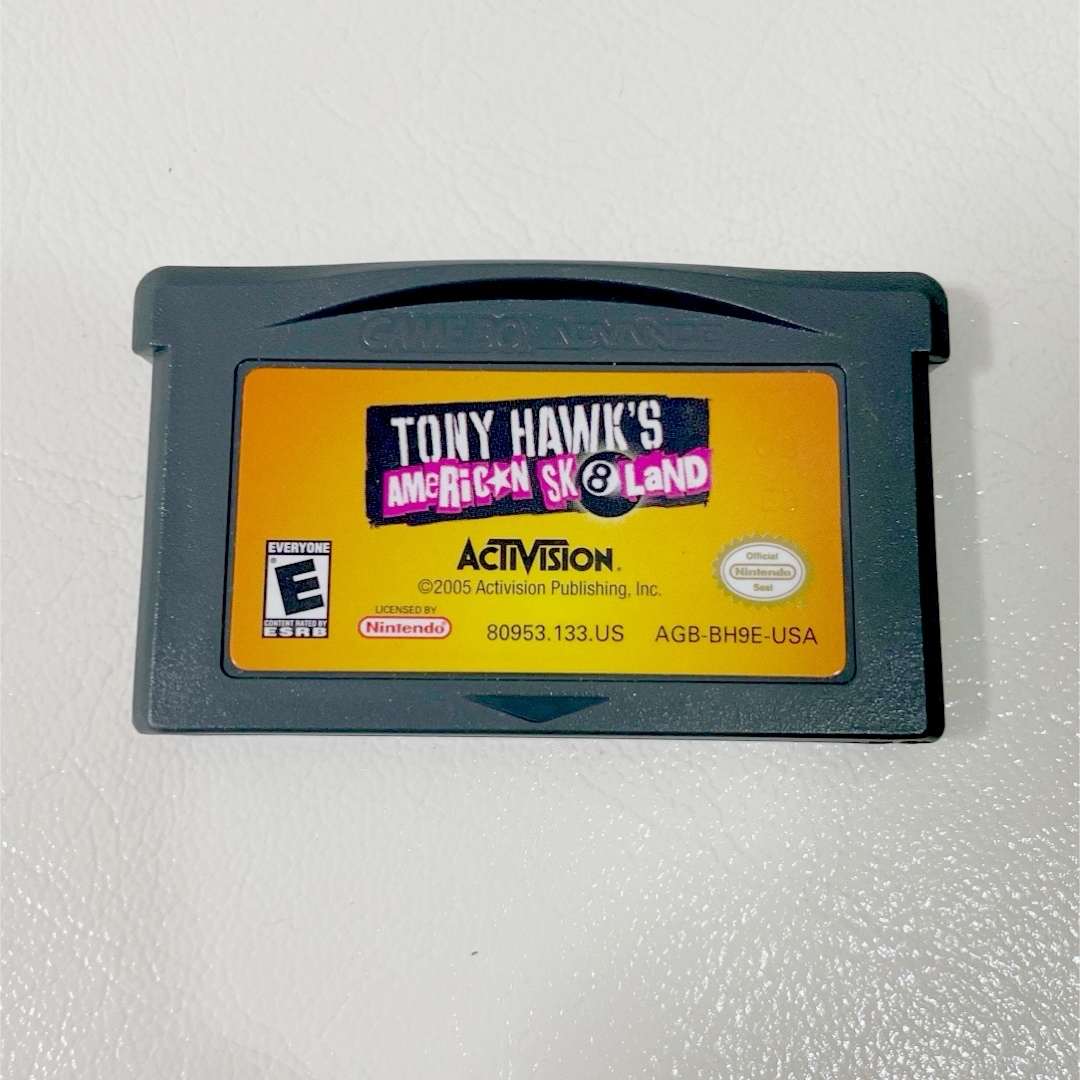 GAME BOY ADVANCE
TONY HAWK'S
AMERIC★N SK8LAND
ACTIVISION.
©2005 Activision Publishing, Inc.
EVERYONE
E
®
CONTENT RATED BY
ESRB
LICENSED BY
Nintendo®
80953.133.US
AGB-BH9E-USA
Official
Nintendo
Seal